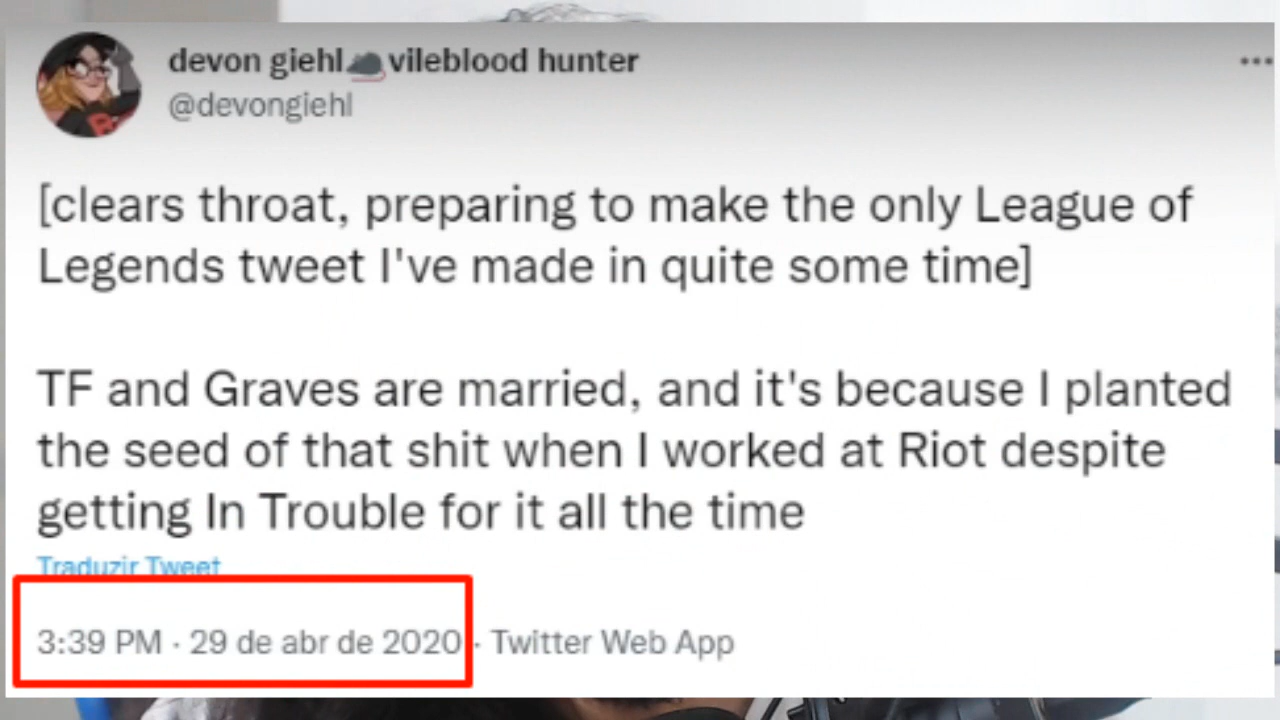 devon giehl vileblood hunter
@devongiehl
[clears throat, preparing to make the only League of
Legends tweet I've made in quite some time]
TF and Graves are married, and it's because I planted
the seed of that shit when I worked at Riot despite
getting In Trouble for it all the time
Traduzir Tweet
3:39 PM · 29 de abr de 2020 · Twitter Web App